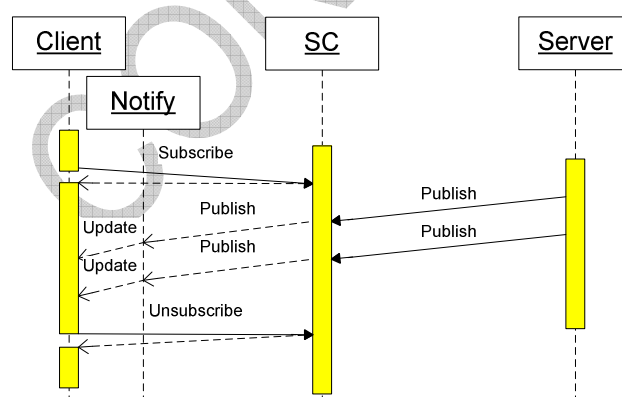 Client
SC
Server
Notify
Subscribe
Publish
Publish
Update
Publish
Publish
Update
Unsubscribe